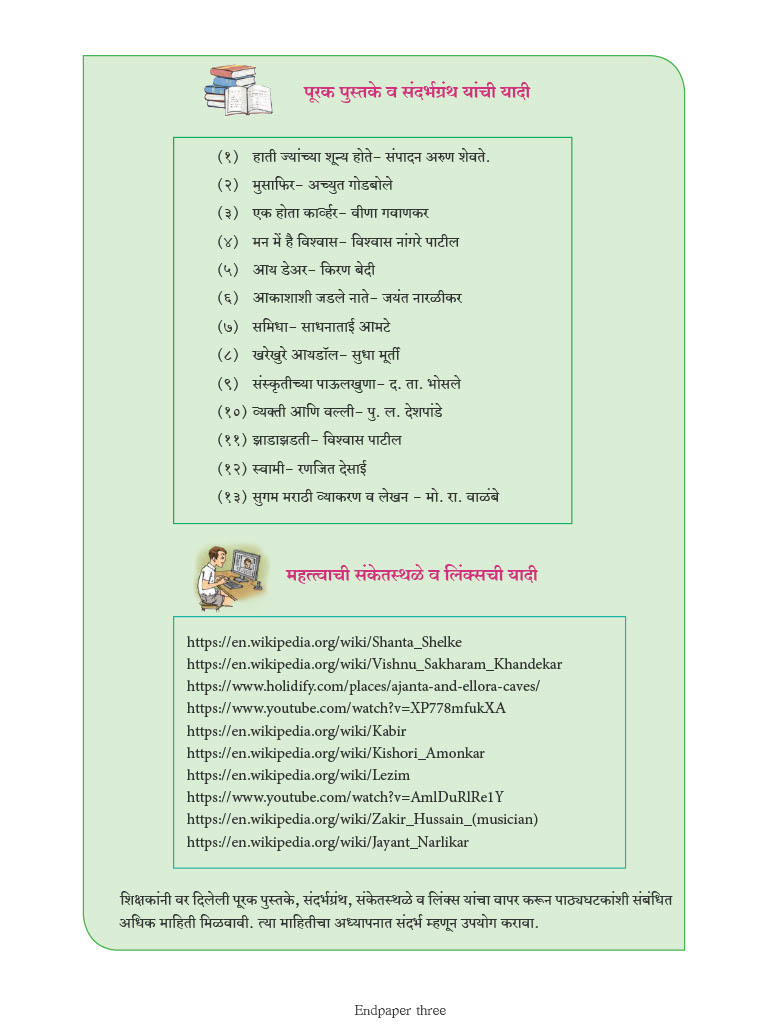 पूरक पुस्तके व संदर्भग्रंथ यांची यादी
(१) हाती ज्यांच्या शून्य होते- संपादन अरुण शेवते.
(२) मुसाफिर- अच्युत गोडबोले
(३) एक होता कार्व्हर- वीणा गवाणकर
(४) मन में है विश्वास- विश्वास नांगरे पाटील
(५) आय डेअर- किरण बेदी
(६) आकाशाशी जडले नाते- जयंत नारळीकर
(७) समिधा- साधनाताई आमटे
(८) खरेखुरे आयडॉल- सुधा मूर्ती
(९) संस्कृतीच्या पाऊलखुणा- द. ता. भोसले
(१०) व्यक्ती आणि वल्ली- पु. ल. देशपांडे
(११) झाडाझडती- विश्वास पाटील
(१२) स्वामी- रणजित देसाई
(१३) सुगम मराठी व्याकरण व लेखन - मो. रा. वाळंबे
महत्त्वाची संकेतस्थळे व लिंक्सची यादी
https://en.wikipedia.org/wiki/Shanta_Shelke
https://en.wikipedia.org/wiki/Vishnu_Sakharam_Khandekar
https://www.holidify.com/places/ajanta-and-ellora-caves/
https://www.youtube.com/watch?v=XP778mfukXA
https://en.wikipedia.org/wiki/Kabir
https://en.wikipedia.org/wiki/Kishori_Amonkar
https://en.wikipedia.org/wiki/Lezim
https://www.youtube.com/watch?v=AmlDuRlRe1Y
https://en.wikipedia.org/wiki/Zakir_Hussain_(musician)
https://en.wikipedia.org/wiki/Jayant_Narlikar
शिक्षकांनी वर दिलेली पूरक पुस्तके, संदर्भग्रंथ, संकेतस्थळे व लिंक्स यांचा वापर करून पाठ्यघटकांशी संबंधित
अधिक माहिती मिळवावी. त्या माहितीचा अध्यापनात संदर्भ म्हणून उपयोग करावा.
Endpaper three